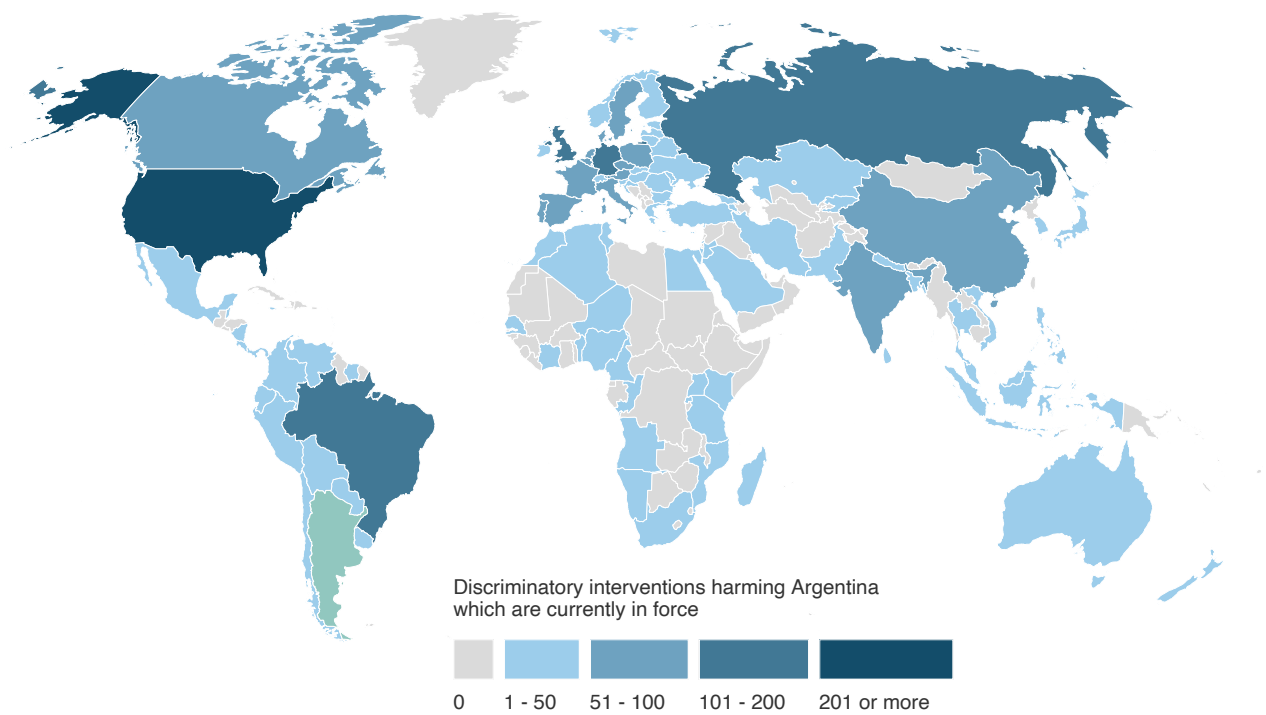 Discriminatory interventions harming Argentina
which are currently in force
0 1 - 50 51 - 100 101 - 200 201 or more